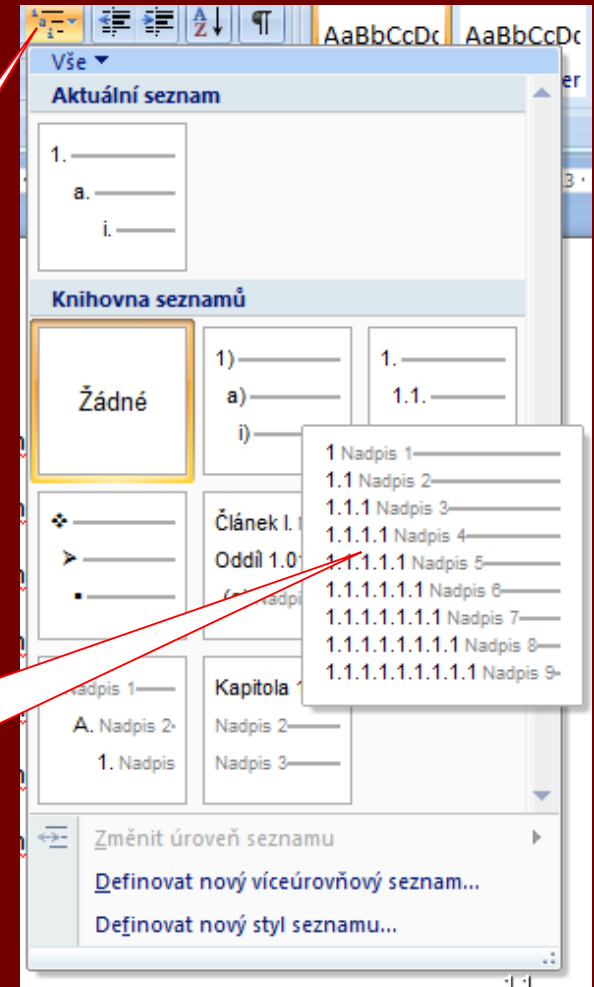 AaBbCcDc AaBbCcDc
Vše
er
Aktuální seznam
1.
a.
i.
3
Knihovna seznamů
Žádné
1)
a)
i)
1.
1.1.
1 Nadpis 1
1.1 Nadpis 2
1.1.1 Nadpis 3
1.1.1.1 Nadpis 4
1.1.1.1.1 Nadpis 5
1.1.1.1.1.1 Nadpis 6
1.1.1.1.1.1.1 Nadpis 7
1.1.1.1.1.1.1.1 Nadpis 8
1.1.1.1.1.1.1.1.1 Nadpis 9
Článek I.
Oddíl 1.01
Nadpis 1
A. Nadpis 2
1. Nadpis
Kapitola 1
Nadpis 2
Nadpis 3
Změnit úroveň seznamu
Definovat nový víceúrovňový seznam...
Definovat nový styl seznamu...